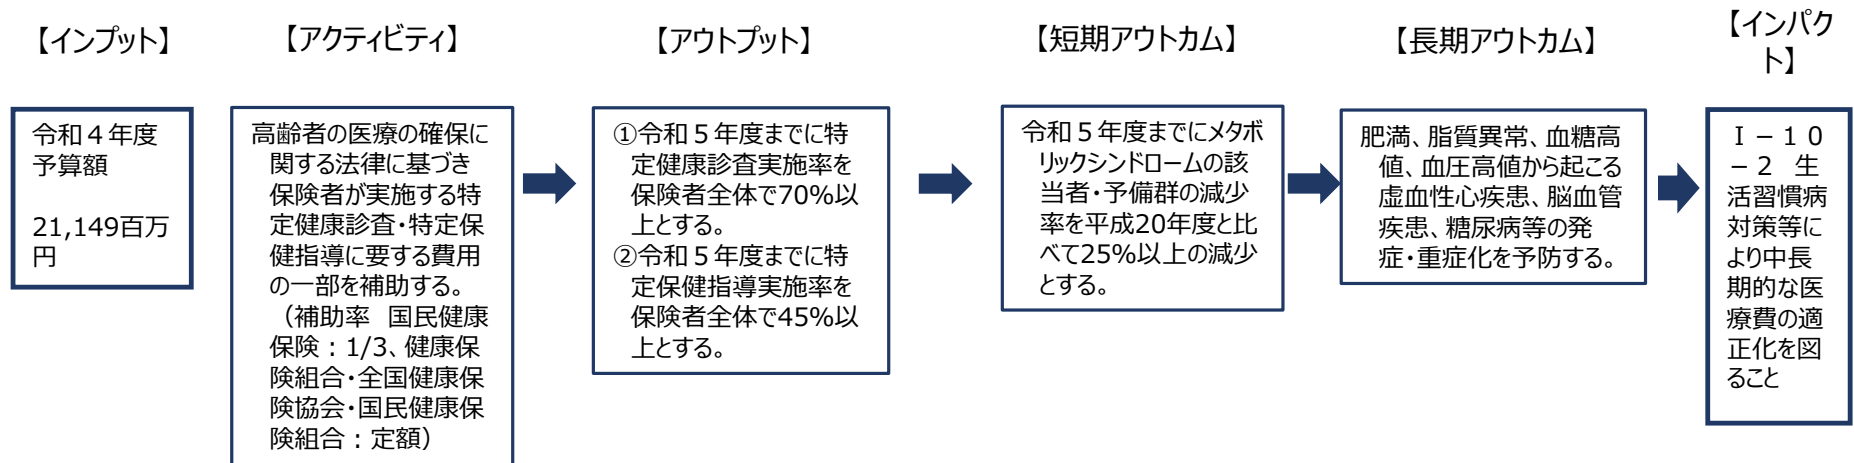 【インプット】
【アクティビティ】
【アウトプット】
【短期アウトカム】
【長期アウトカム】
【インパク
ト】
令和４年度
予算額
21,149百万
円
高齢者の医療の確保に
関する法律に基づき
保険者が実施する特
定健康診査・特定保
健指導に要する費用
の一部を補助する。
（補助率　国民健康
保険：1/3、健康保
険組合・全国健康保
険協会・国民健康保
険組合：定額）
①令和５年度までに特
定健康診査実施率を
保険者全体で70%以
上とする。
②令和５年度までに特
定保健指導実施率を
保険者全体で45%以
上とする。
令和５年度までにメタボ
リックシンドロームの該
当者・予備群の減少
率を平成20年度と比
べて25%以上の減少
とする。
肥満、脂質異常、血糖高
値、血圧高値から起こる
虚血性心疾患、脳血管
疾患、糖尿病等の発
症・重症化を予防する。
Ⅰ－１０
－２　生
活習慣病
対策等に
より中長
期的な医
療費の適
正化を図
ること